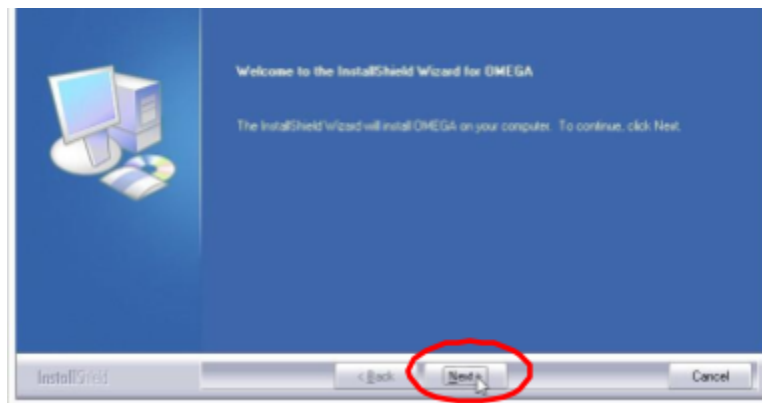 Welcome to the InstallShield Wizard for OMEGA
The InstallShield Wizard will install OMEGA on your computer. To continue, click Next.
InstallShield
< Back
Next >
Cancel